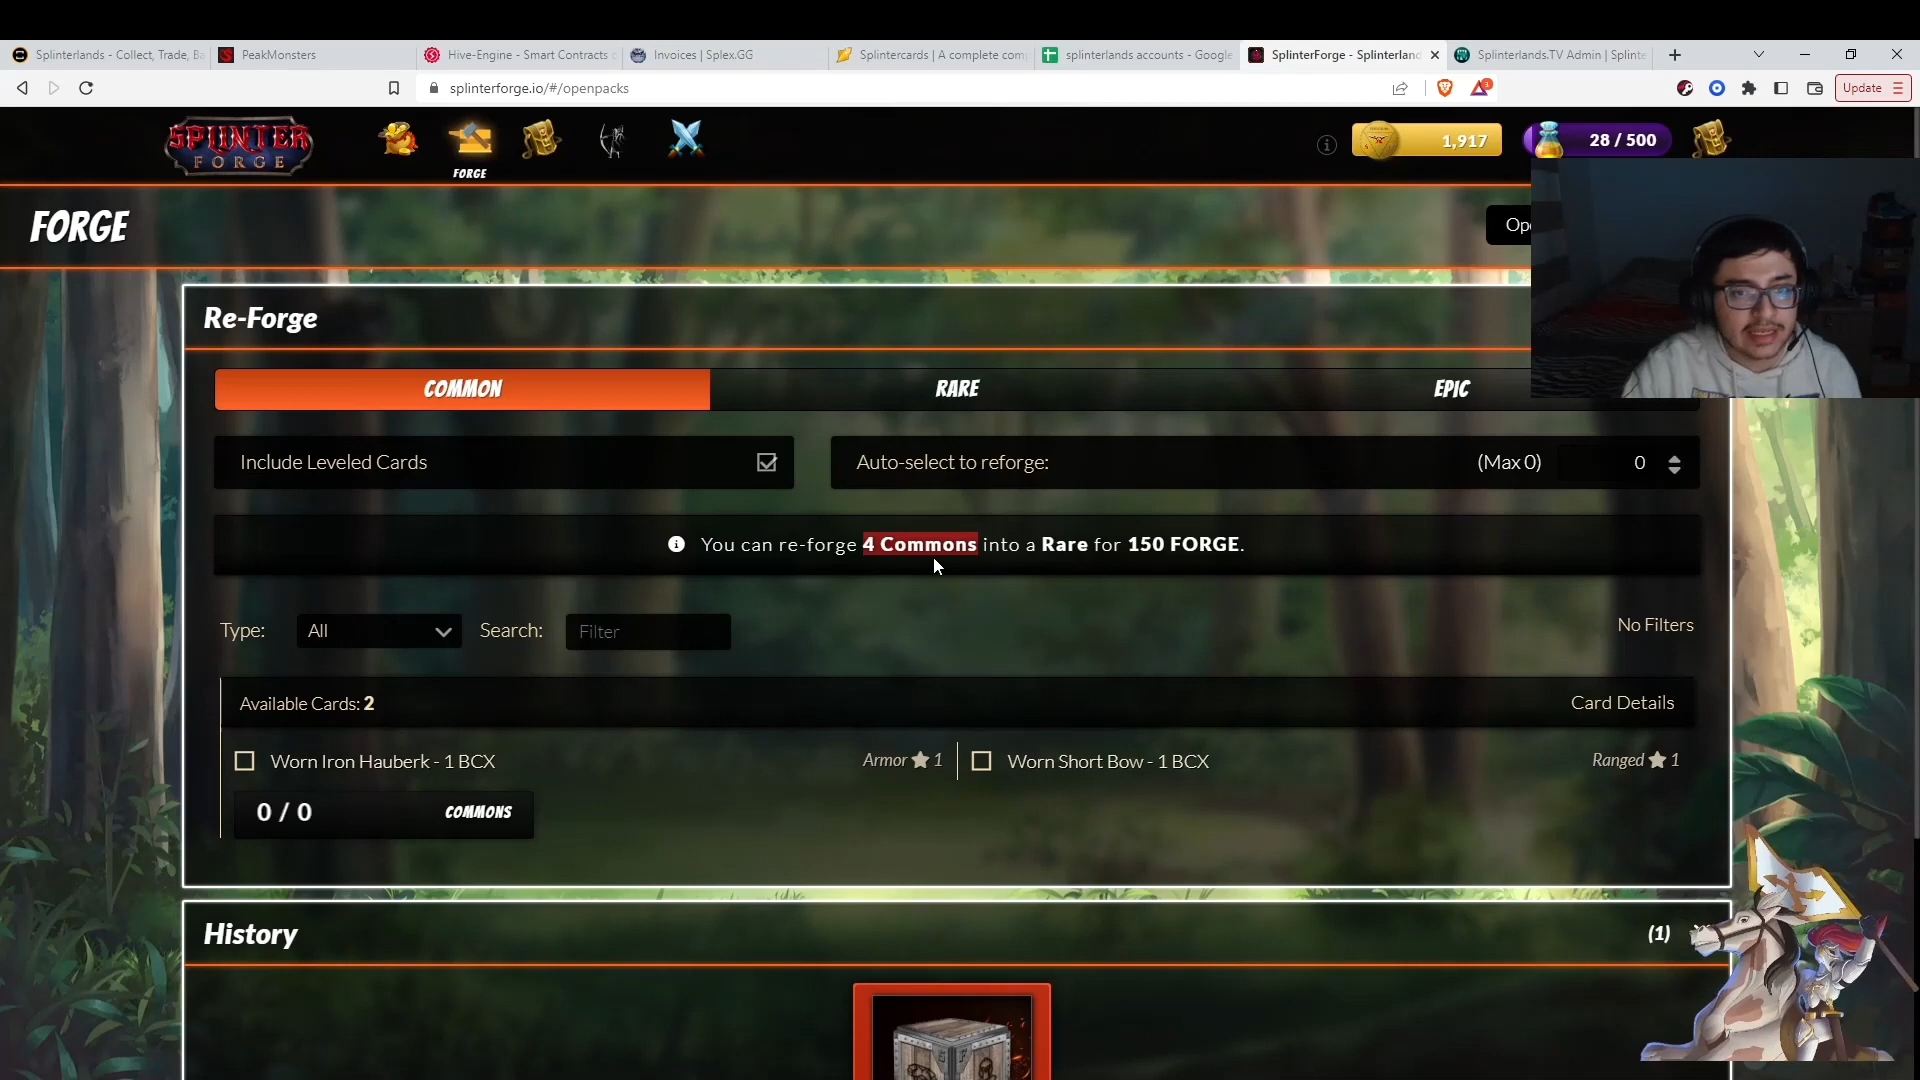 Splinterlands - Collect, Trade, Ba
PeakMonsters
Hive-Engine - Smart Contracts o
Invoices | Splex.GG
Splintercards | A complete com
splinterlands accounts - Google
SplinterForge - Splinterland
Splinterlands.TV Admin | Splinte
splinterforge.io/#/openpacks
3
Update
SPLINTER
FORGE
FORGE
1,917
28 / 500
FORGE
Ope
Re-Forge
COMMON
RARE
EPIC
Include Leveled Cards
Auto-select to reforge:
(Max 0)
0
You can re-forge 4 Commons into a Rare for 150 FORGE.
Type:
All
Search:
Filter
No Filters
Available Cards: 2
Card Details
Worn Iron Hauberk - 1 BCX
Armor ★ 1
Worn Short Bow - 1 BCX
Ranged ★ 1
0 / 0
COMMONS
History
(1)
S F